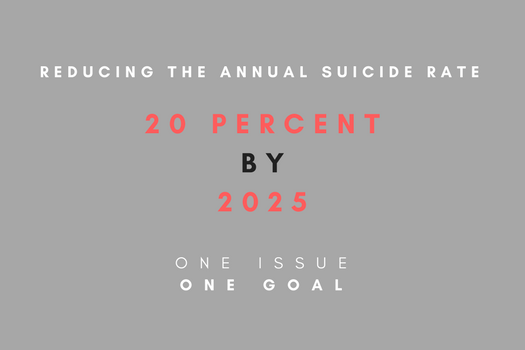 REDUCING THE ANNUAL SUICIDE RATE
20 PERCENT
BY
2025
ONE ISSUE
ONE GOAL